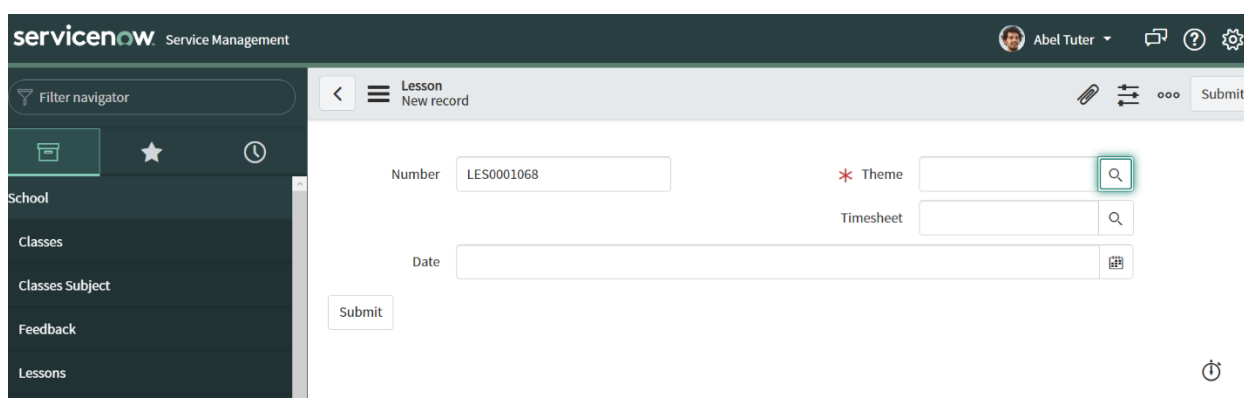 servicenow. Service Management
Abel Tuter
Filter navigator
Lesson
New record
Submit
School
Classes
Classes Subject
Feedback
Lessons
Number LES0001068
Theme
Timesheet
Date
Submit